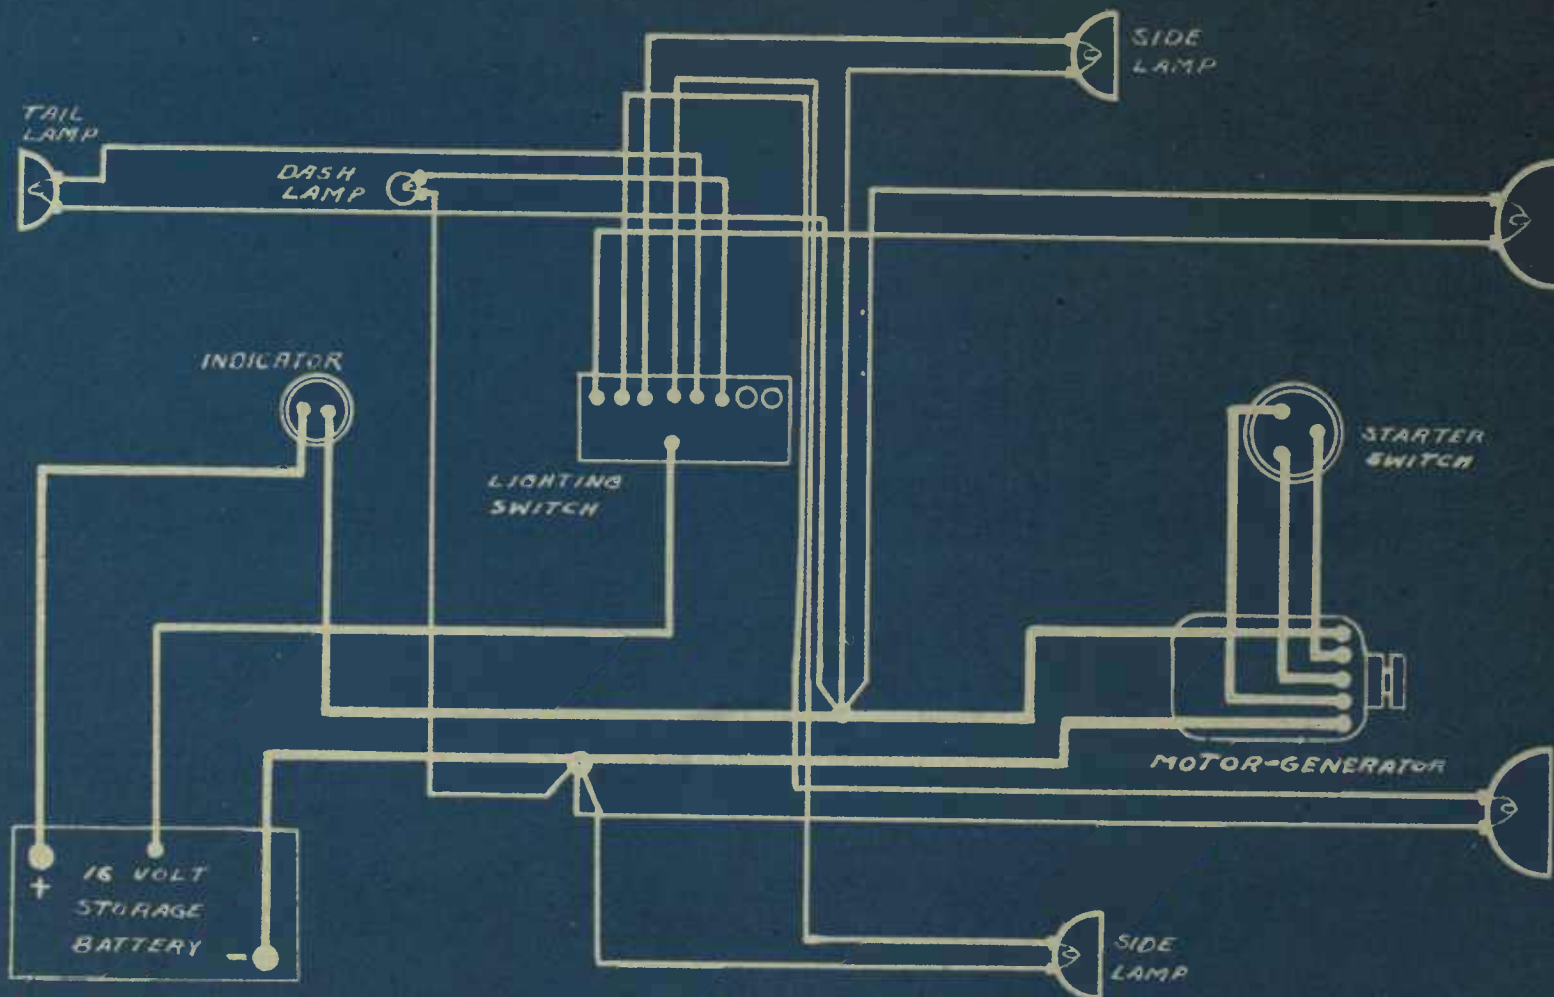 SIDE
LAMP
TAIL
LAMP
DASH
LAMP
INDICATOR
LIGHTING
SWITCH
STARTER
SWITCH
MOTOR-GENERATOR
+
16 VOLT
STORAGE
BATTERY -
SIDE
LAMP